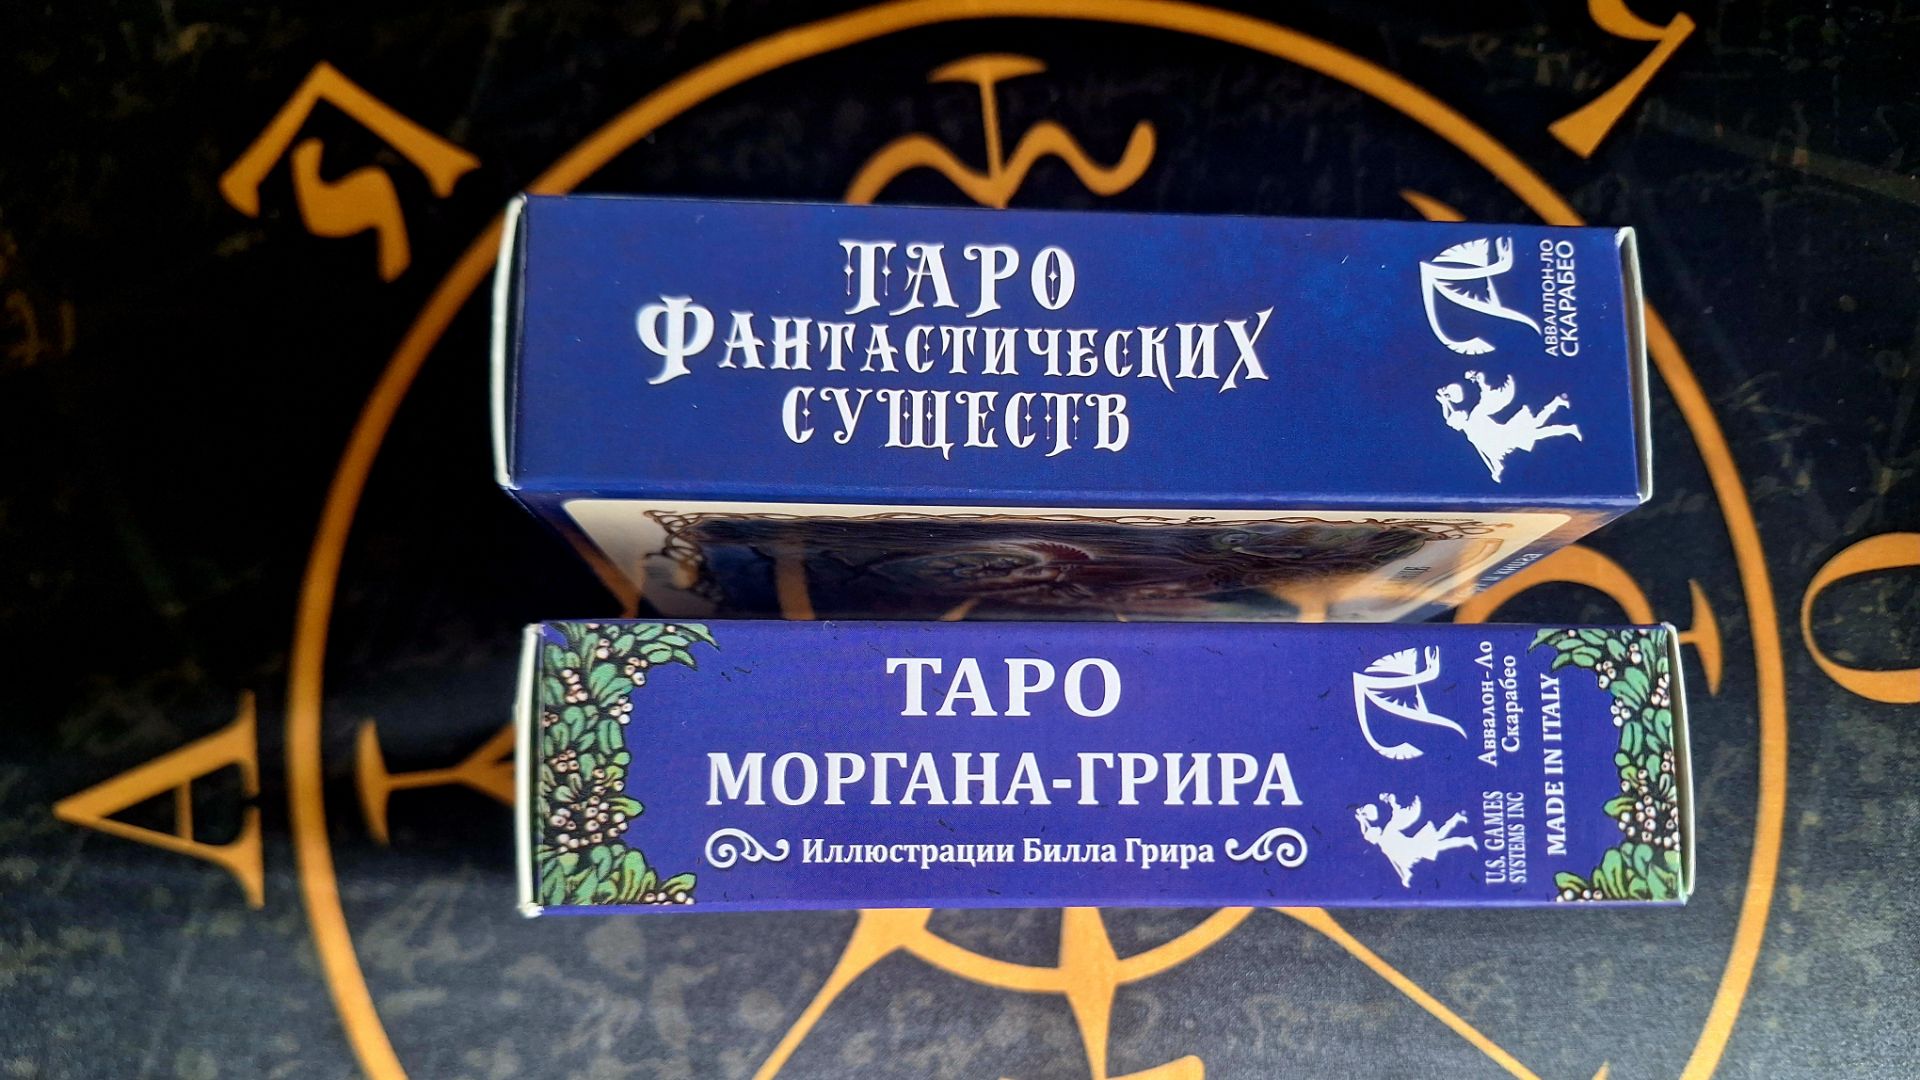 ТАРО
ФАНТАСТИЧЕСКИХ
СУЩЕСТВ
АВВАЛЛОН-ЛО
СКАРАБЕО
и книга
ТАРО
МОРГАНА-ГРИРА
Иллюстрации Билла Грира
Аввалон-Ло
Скарабео
U.S. GAMES
SYSTEMS INC
MADE IN ITALY